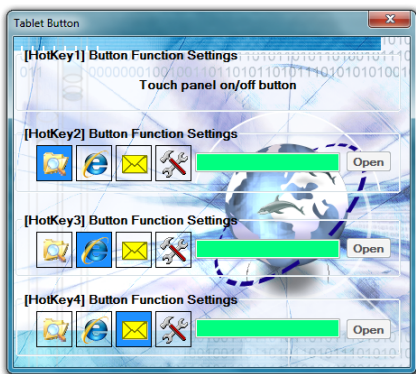 Tablet Button
[HotKey1] Button Function Settings
Touch panel on/off button
[HotKey2] Button Function Settings
Open
[HotKey3] Button Function Settings
Open
[HotKey4] Button Function Settings
Open